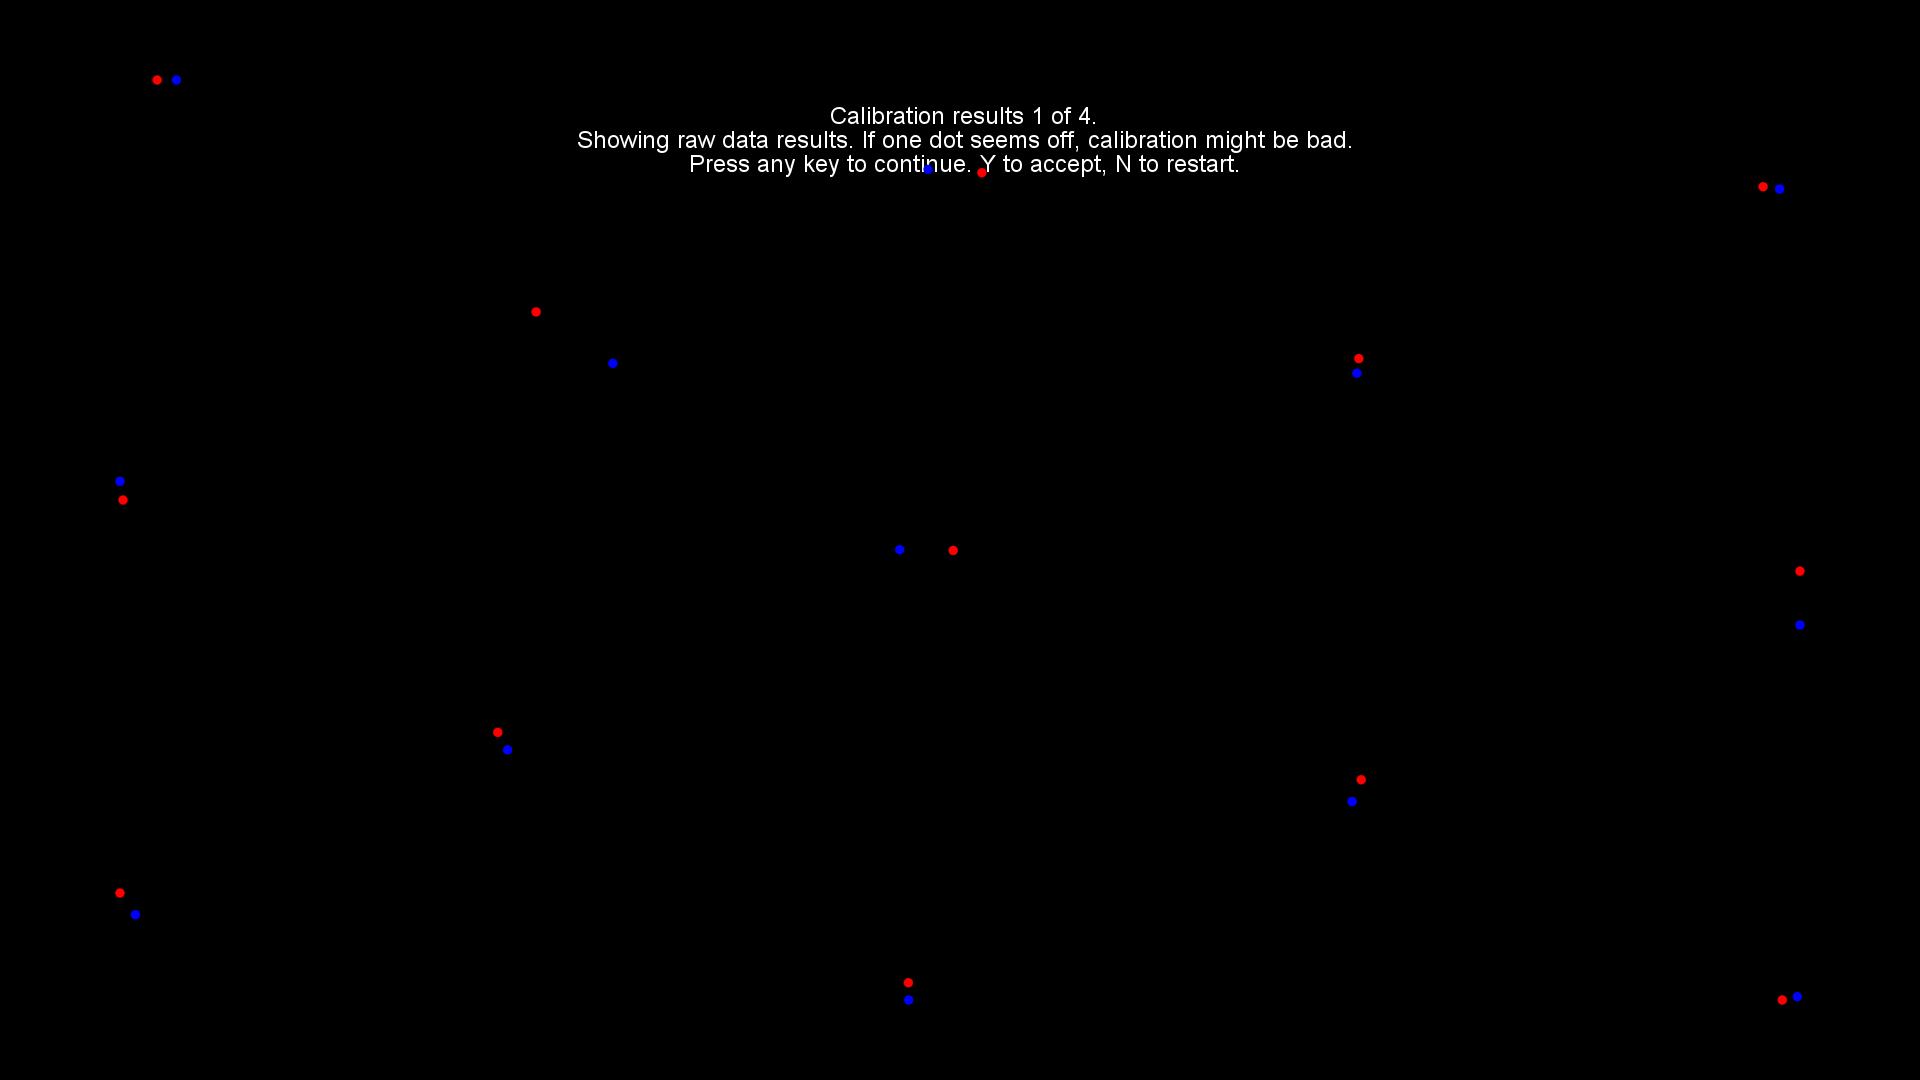 Calibration results 1 of 4.
Showing raw data results. If one dot seems off, calibration might be bad.
Press any key to continue. Y to accept, N to restart.